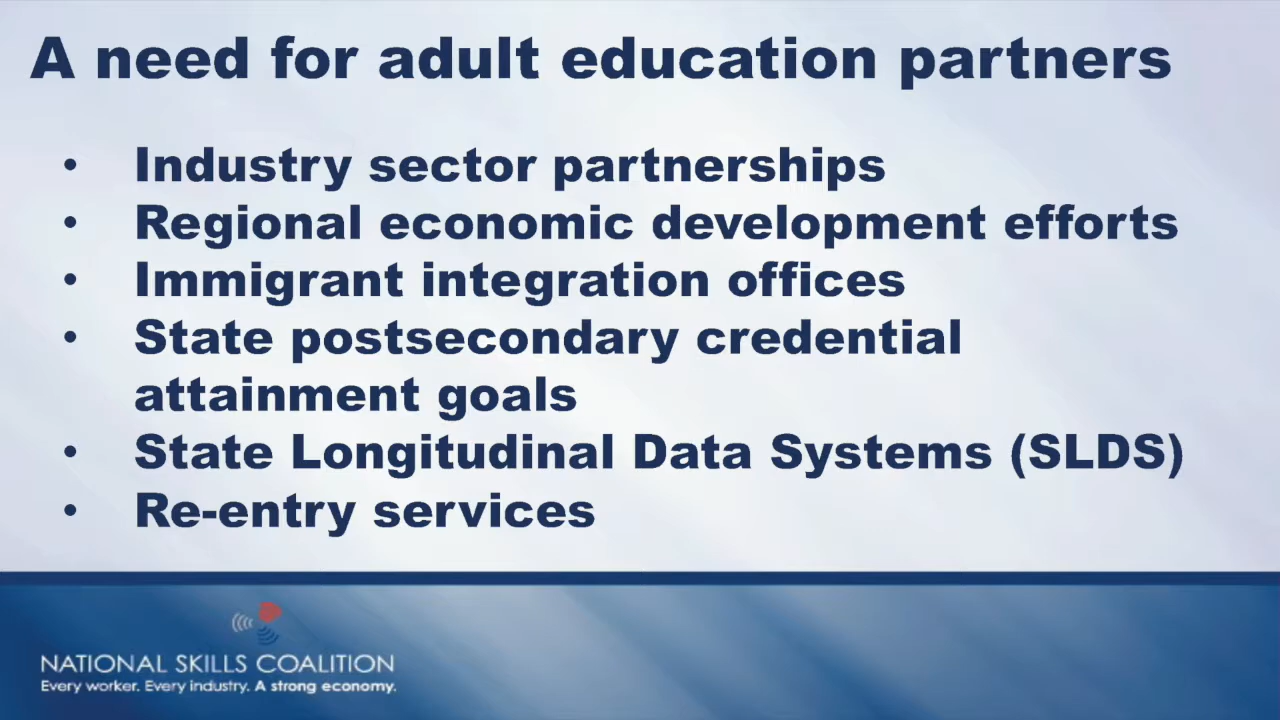 A need for adult education partners
• Industry sector partnerships
• Regional economic development efforts
• Immigrant integration offices
• State postsecondary credential
attainment goals
• State Longitudinal Data Systems (SLDS)
• Re-entry services
NATIONAL SKILLS COALITION
Every worker. Every industry. A strong economy.